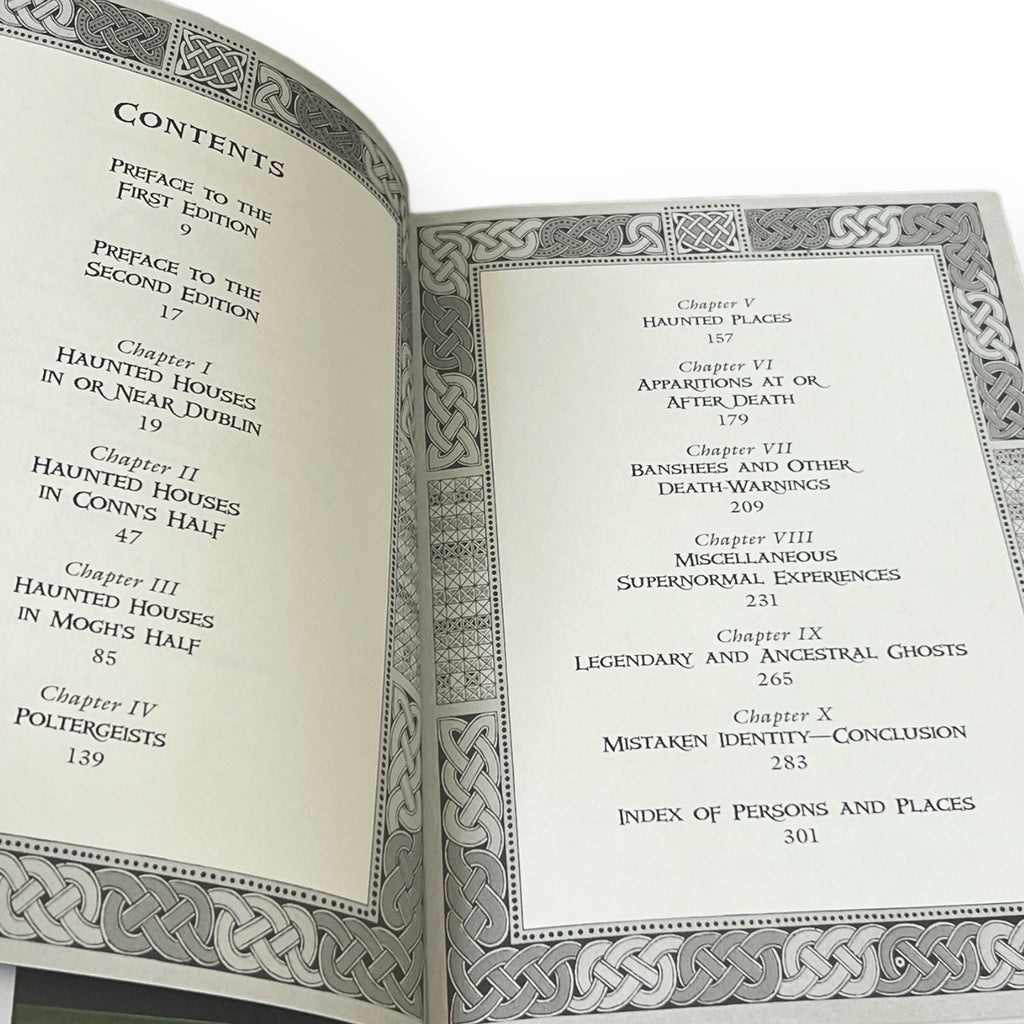 CONTENTS
PREFACE TO THE
FIRST EDITION
9
PREFACE TO THE
SECOND EDITION
17
Chapter I
HAUNTED HOUSES
IN OR NEAR DUBLIN
19
Chapter II
HAUNTED HOUSES
IN CONN'S HALF
47
Chapter III
HAUNTED HOUSES
IN MOGH'S HALF
85
Chapter IV
POLTERGEISTS
139
Chapter V
HAUNTED PLACES
157
Chapter VI
APPARITIONS AT OR
AFTER DEATH
179
Chapter VII
BANSHEES AND OTHER
DEATH-WARNINGS
209
Chapter VIII
MISCELLANEOUS
SUPERNORMAL EXPERIENCES
231
Chapter IX
LEGENDARY AND ANCESTRAL GHOSTS
265
Chapter X
MISTAKEN IDENTITY—CONCLUSION
283
INDEX OF PERSONS AND PLACES
301